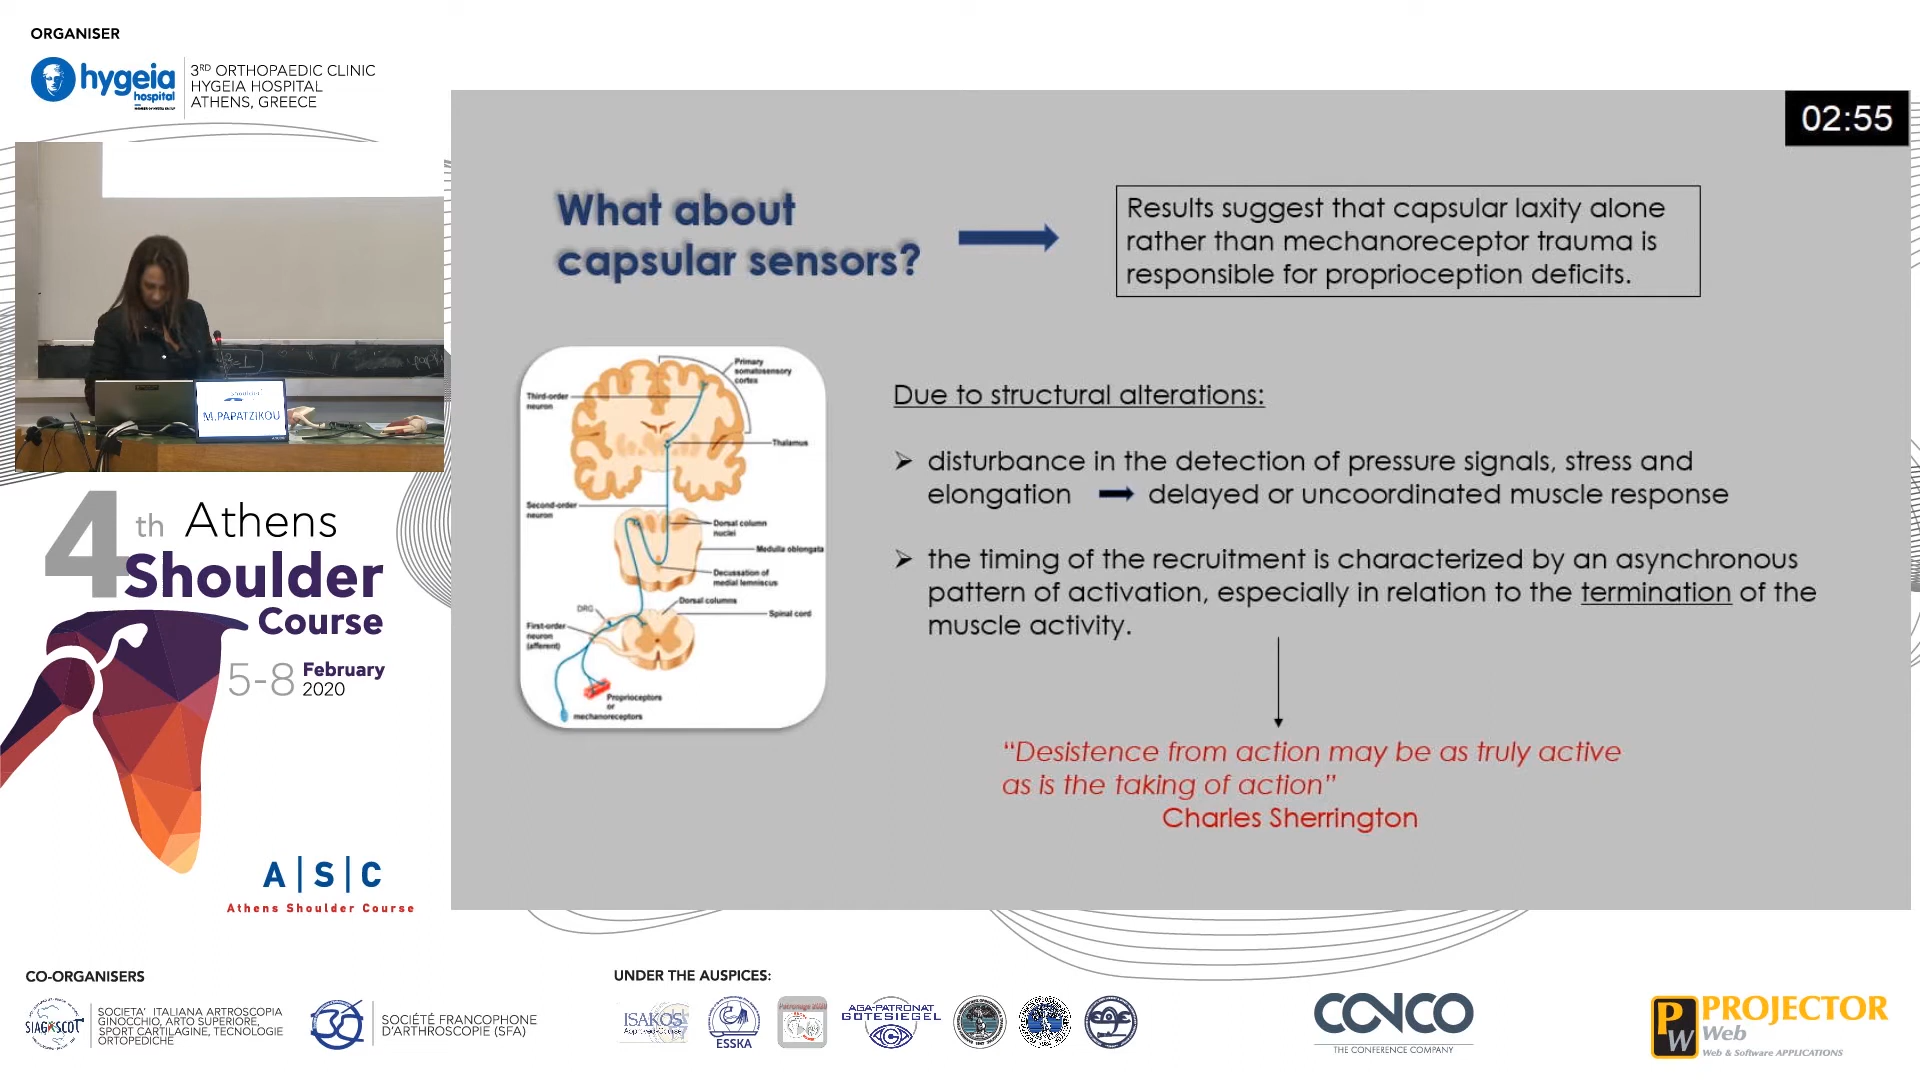 ORGANISER
hygeia
hospital
3RD ORTHOPAEDIC CLINIC
HYGEIA HOSPITAL
ATHENS, GREECE
M.PAPATZIKOU
4th Athens
Shoulder
Course
5-8 February
2020
A|S|C
Athens Shoulder Course
02:55
What about
capsular sensors?
Results suggest that capsular laxity alone
rather than mechanoreceptor trauma is
responsible for proprioception deficits.
Primary
somatosensory
cortex
Third-order
neuron
Thalamus
Second-order
neuron
Dorsal column
nuclei
Medulla oblongata
Decussation of
medial lemniscus
Dorsal columns
DRG
Spinal cord
First-order
neuron
(afferent)
Proprioceptors
or
mechanoreceptors
Due to structural alterations:
➢ disturbance in the detection of pressure signals, stress and
elongation → delayed or uncoordinated muscle response
➢ the timing of the recruitment is characterized by an asynchronous
pattern of activation, especially in relation to the termination of the
muscle activity.
“Desistence from action may be as truly active
as is the taking of action”
Charles Sherrington
CO-ORGANISERS
SIAGASCOT
SOCIETA' ITALIANA ARTROSCOPIA
GINOCCHIO, ARTO SUPERIORE,
SPORT CARTILAGINE, TECNOLOGIE
ORTOPEDICHE
SOCIÉTÉ FRANCOPHONE
D'ARTHROSCOPIE (SFA)
UNDER THE AUSPICES:
ISAKOS
ESSKA
Patronage 2020
AGA-PATRONAT
GÜTESIEGEL
CONCO
THE CONFERENCE COMPANY
PW
PROJECTOR
Web
Web & Software APPLICATIONS